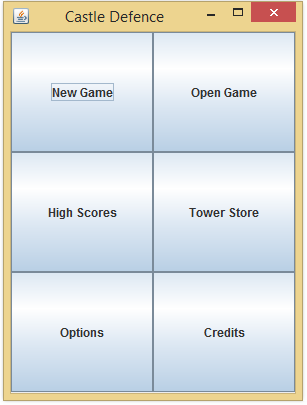 Castle Defence
New Game
Open Game
High Scores
Tower Store
Options
Credits